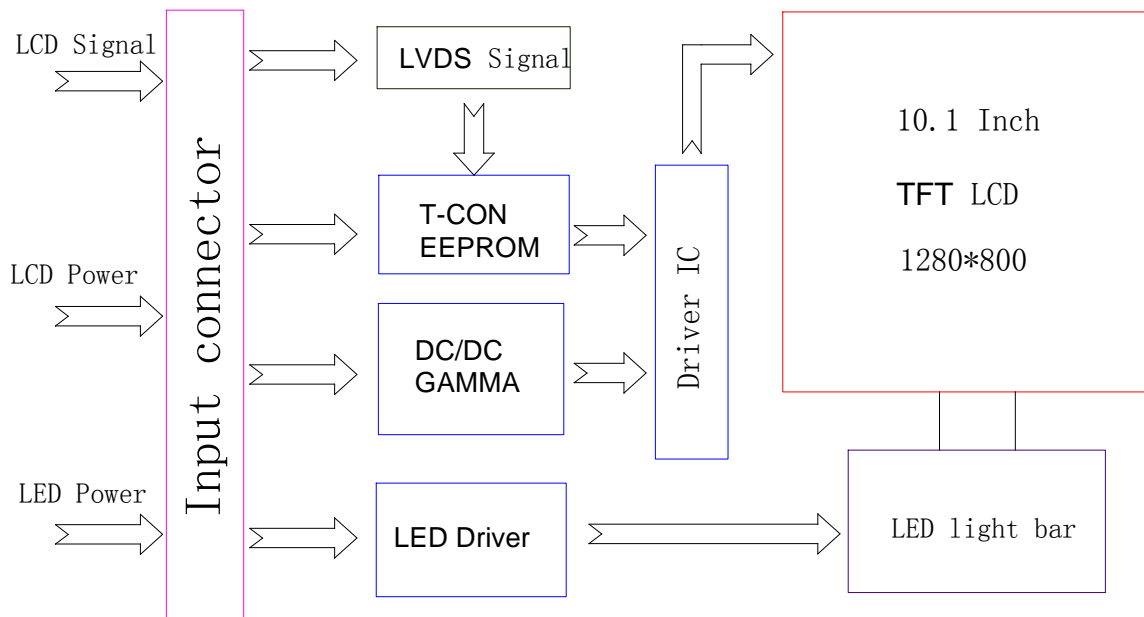 LCD Signal
LCD Power
LED Power
Input connector
LVDS Signal
T-CON
EEPROM
DC/DC
GAMMA
LED Driver
Driver IC
10.1 Inch
TFT LCD
1280*800
LED light bar